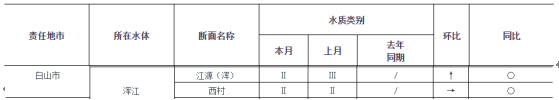 责任地市 所在水体 断面名称 水质类别 环比 同比
本月 上月 去年同期
白山市 浑江 江源（浑） Ⅱ Ⅲ / ↑ ○
西村 Ⅱ Ⅱ / → ○